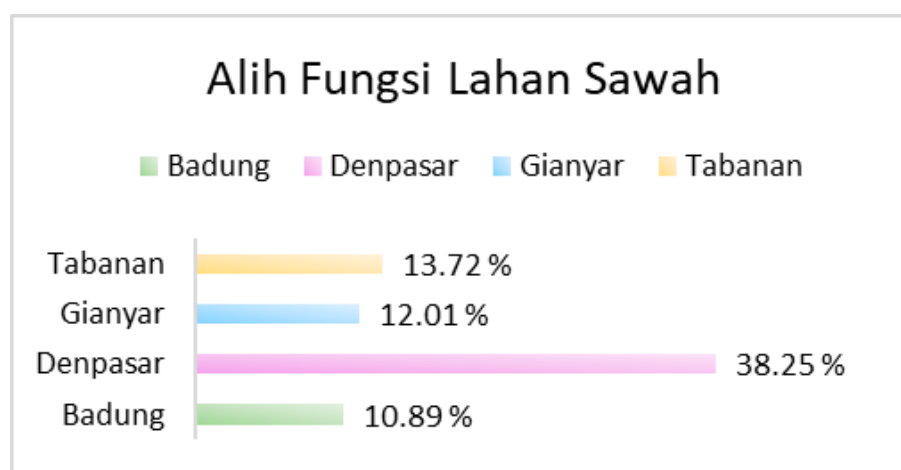 Alih Fungsi Lahan Sawah
Badung Denpasar Gianyar Tabanan
Tabanan 13.72 %
Gianyar 12.01 %
Denpasar 38.25 %
Badung 10.89 %